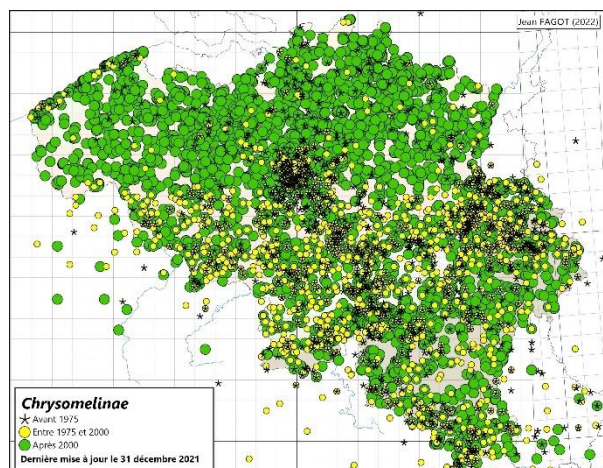 Jean FAGOT (2022)
Chrysomelinae
Avant 1975
Entre 1975 et 2000
Après 2000
Dernière mise à jour le 31 décembre 2021